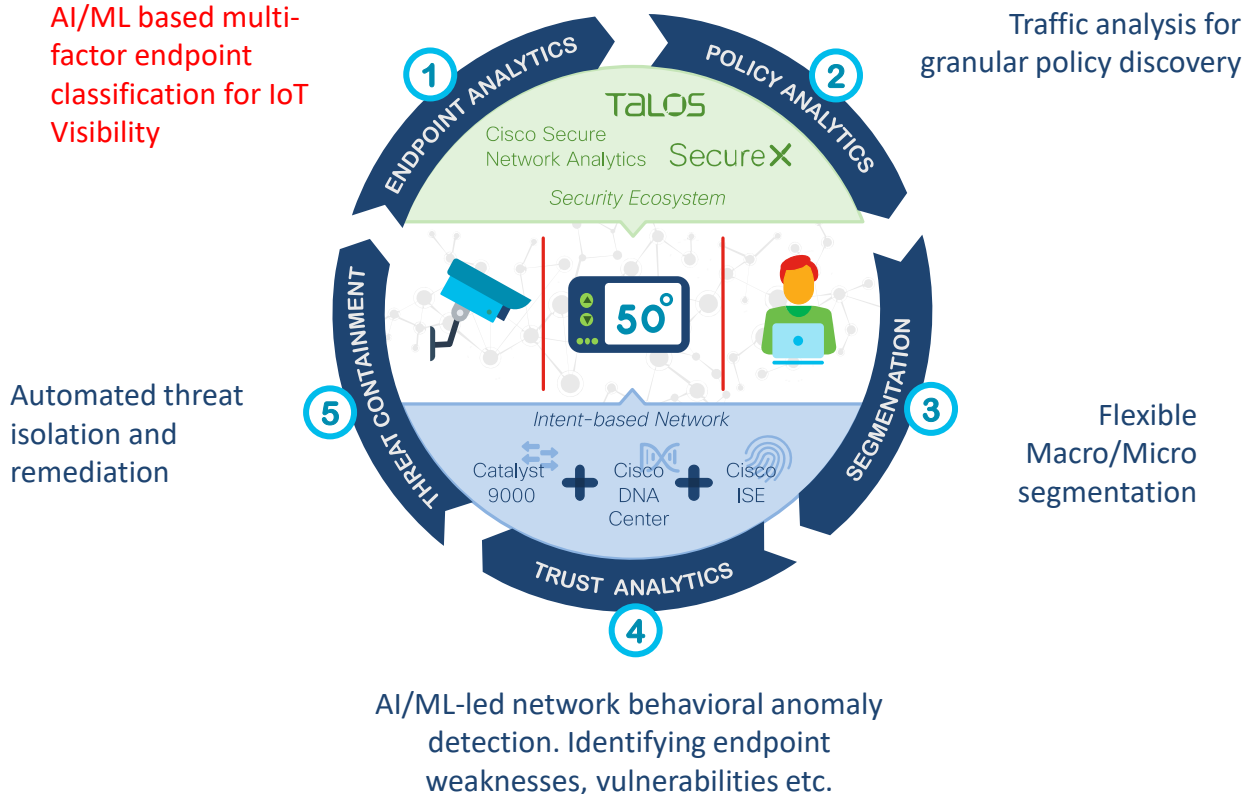 AI/ML based multi-
factor endpoint
classification for IoT
Visibility
1
ENDPOINT ANALYTICS
POLICY ANALYTICS
2
Traffic analysis for
granular policy discovery
TALOS
Cisco Secure
Network Analytics
SecureX
Security Ecosystem
50°
THREAT CONTAINMENT
5
Automated threat
isolation and
remediation
SEGMENTATION
3
Flexible
Macro/Micro
segmentation
Intent-based Network
Catalyst
9000
Cisco
DNA
Center
Cisco
ISE
TRUST ANALYTICS
4
AI/ML-led network behavioral anomaly
detection. Identifying endpoint
weaknesses, vulnerabilities etc.